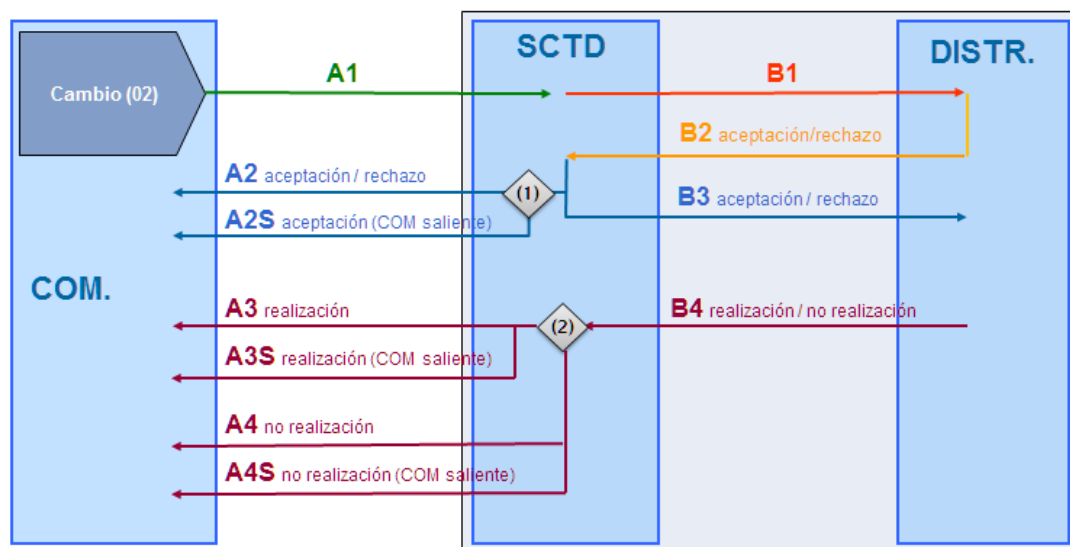 SCTD
DISTR.
Cambio (02)
A1
B1
B2 aceptación/rechazo
A2 aceptación / rechazo
(1)
B3 aceptación / rechazo
A2S aceptación (COM saliente)
COM.
A3 realización
(2)
B4 realización / no realización
A3S realización (COM saliente)
A4 no realización
A4S no realización (COM saliente)